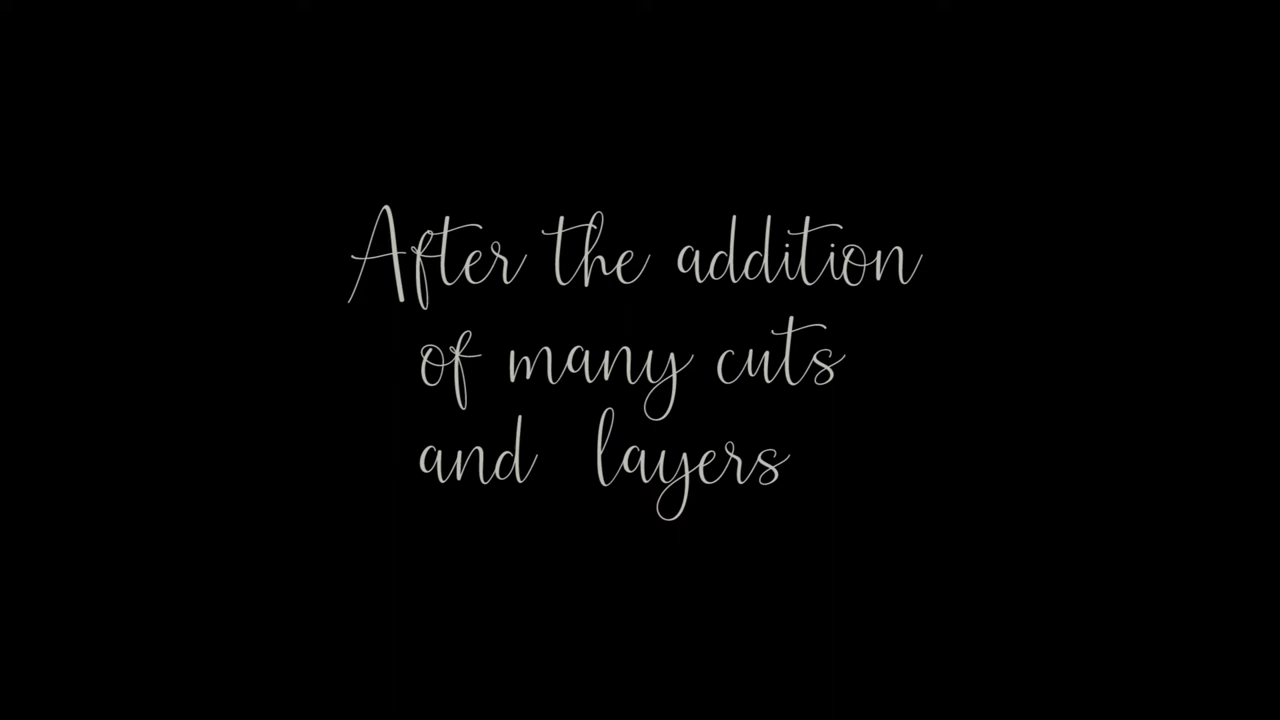 After the addition
of many cuts
and layers